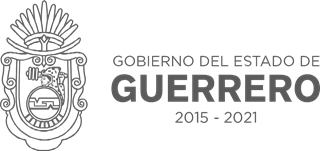 GOBIERNO DEL ESTADO DE
GUERRERO
2015 - 2021